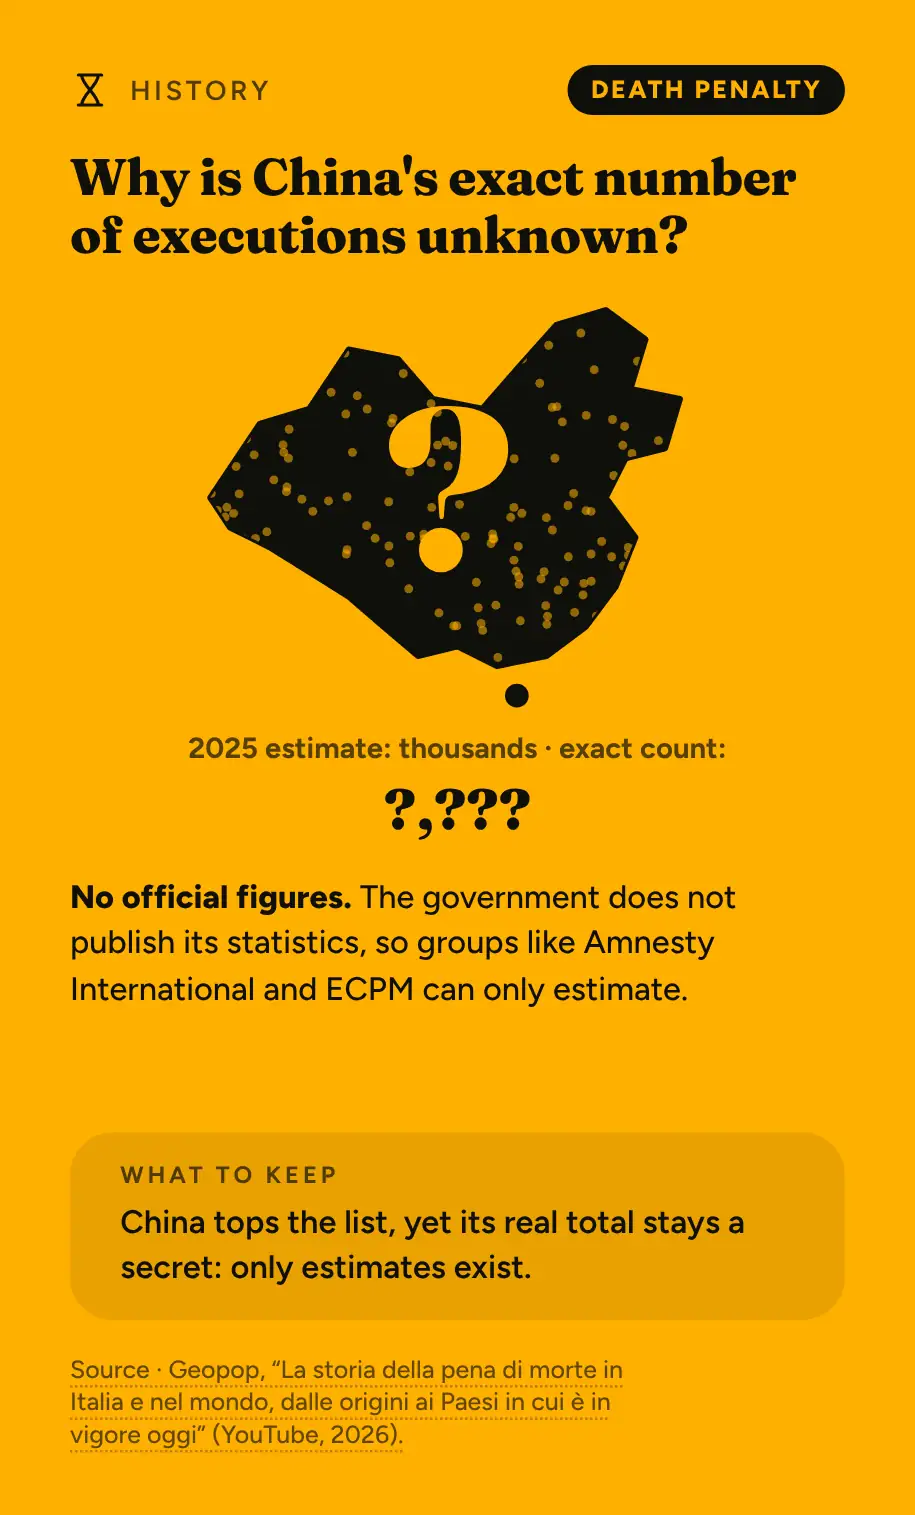 HISTORY
DEATH PENALTY
Why is China's exact number
of executions unknown?
?
2025 estimate: thousands · exact count:
?,???
No official figures. The government does not
publish its statistics, so groups like Amnesty
International and ECPM can only estimate.
WHAT TO KEEP
China tops the list, yet its real total stays a
secret: only estimates exist.
Source · Geopop, “La storia della pena di morte in
Italia e nel mondo, dalle origini ai Paesi in cui è in
vigore oggi” (YouTube, 2026).